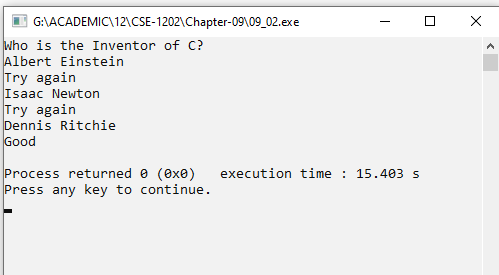 G:\ACADEMIC\12\CSE-1202\Chapter-09\09_02.exe
Who is the Inventor of C?
Albert Einstein
Try again
Isaac Newton
Try again
Dennis Ritchie
Good
Process returned 0 (0x0)   execution time : 15.403 s
Press any key to continue.